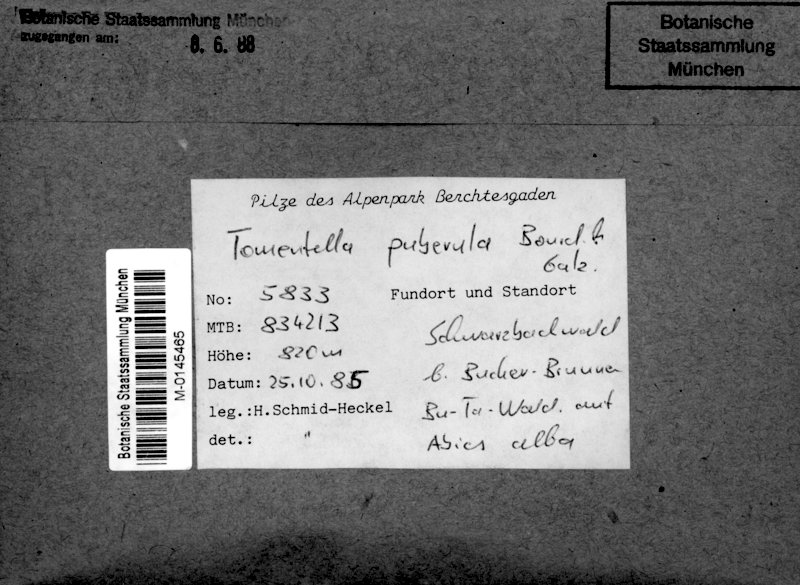 Botanische Staatssammlung München
zugegangen am: 8. 6. 88
Botanische
Staatssammlung
München
Pilze des Alpenpark Berchtesgaden
Tomentella puberula Bourd. &
Galz.
No: 5833
Fundort und Standort
MTB: 834213
Schwarzbachwald
Höhe: 820m
b. Bucher-Brunnen
Datum: 25.10.85
Bu-Ta-Wald. auf
leg.:H.Schmid-Heckel
Abies alba
det.: "
Botanische Staatssammlung München
M-0145465